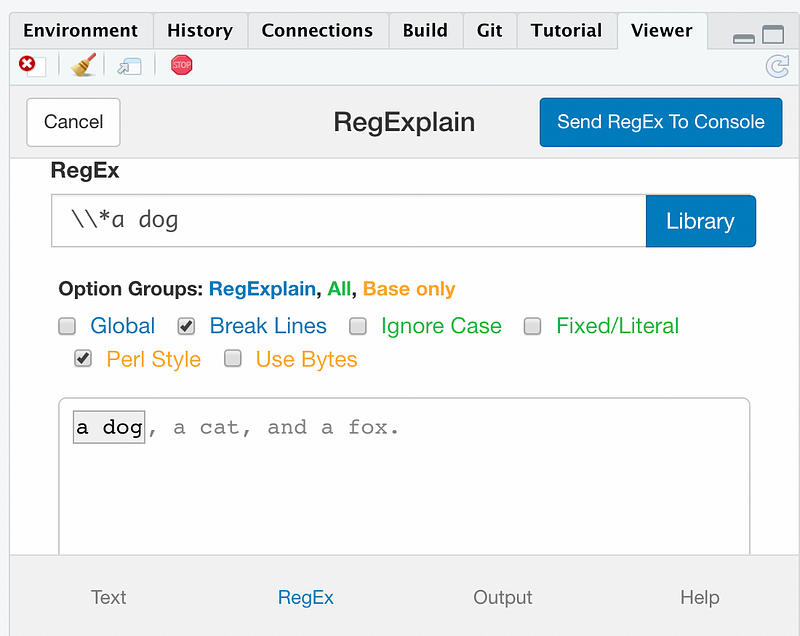 Environment History Connections Build Git Tutorial Viewer
STOP
Cancel RegExplain Send RegEx To Console
RegEx
\\*a dog Library
Option Groups: RegExplain, All, Base only
Global Break Lines Ignore Case Fixed/Literal
Perl Style Use Bytes
a dog, a cat, and a fox.
Text RegEx Output Help